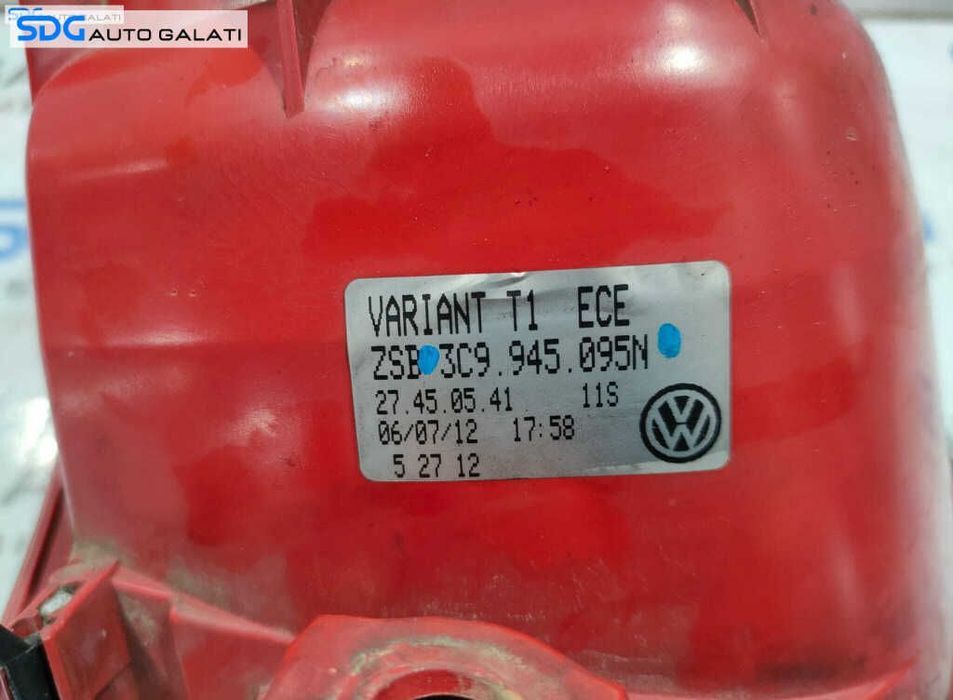 SDG AUTO GALATI
VARIANT T1 ECE
ZSB 3C9.945.095N
27.45.05.41 11S
06/07/12 17:58
5 27 12